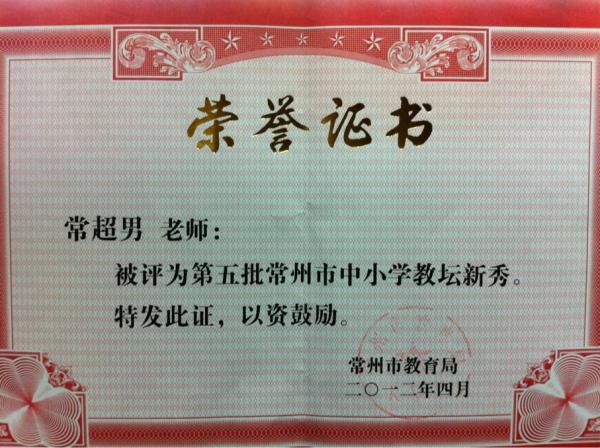 荣誉证书
常超男 老师：
被评为第五批常州市中小学教坛新秀。
特发此证，以资鼓励。
常州市教育局
二〇一二年四月